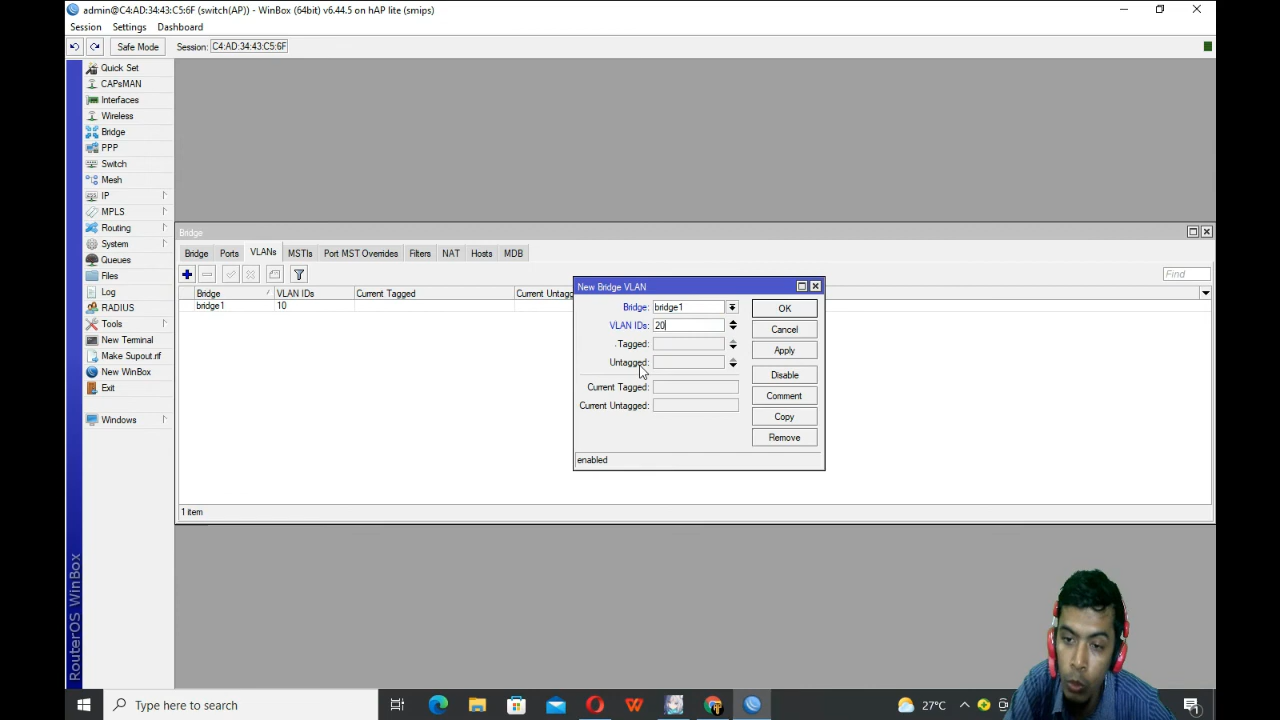 admin@C4:AD:34:43:C5:6F (switch(AP)) - WinBox (64bit) v6.44.5 on hAP lite (smips)
Session Settings Dashboard
Safe Mode Session: C4:AD:34:43:C5:6F
Quick Set
CAPsMAN
Interfaces
Wireless
Bridge
PPP
Switch
Mesh
IP
MPLS
Routing
System
Queues
Files
Log
RADIUS
Tools
New Terminal
Make Supout.rif
New WinBox
Exit
Windows
RouterOS WinBox
Bridge
Bridge Ports VLANs MSTIs Port MST Overrides Filters NAT Hosts MDB
Find
Bridge VLAN IDs Current Tagged Current Untagg
bridge1 10
1 item
New Bridge VLAN
Bridge: bridge1
VLAN IDs: 20
Tagged:
Untagged:
Current Tagged:
Current Untagged:
enabled
OK
Cancel
Apply
Disable
Comment
Copy
Remove
Type here to search
27°C
1